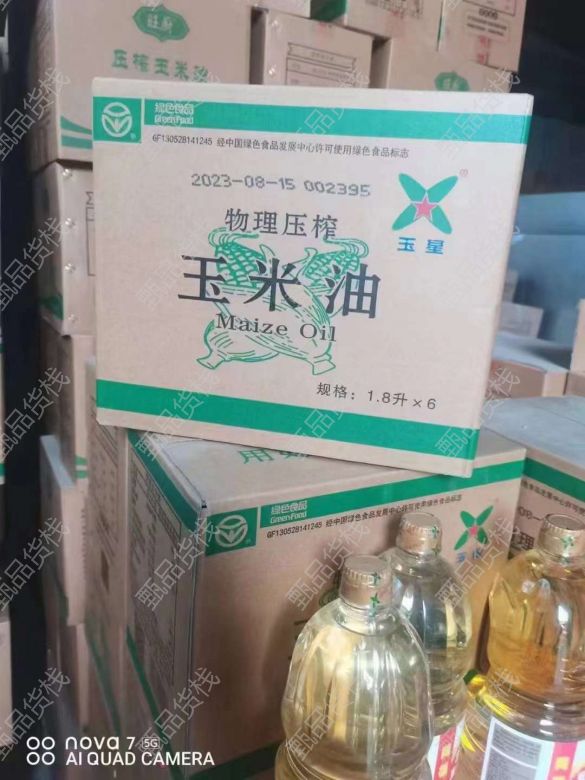 旺厨
压榨玉米油
绿色食品
GreenFood
GF13052B141245 经中国绿色食品发展中心许可使用绿色食品标志
2023-08-15 002395
玉星
物理压榨
玉米油
Maize Oil
规格：1.8升×6
绿色食品
GreenFood
GF13052B141245 经中国绿色食品发展中心许可使用绿色食品标志
甄品货栈
nova 7 5G
AI QUAD CAMERA